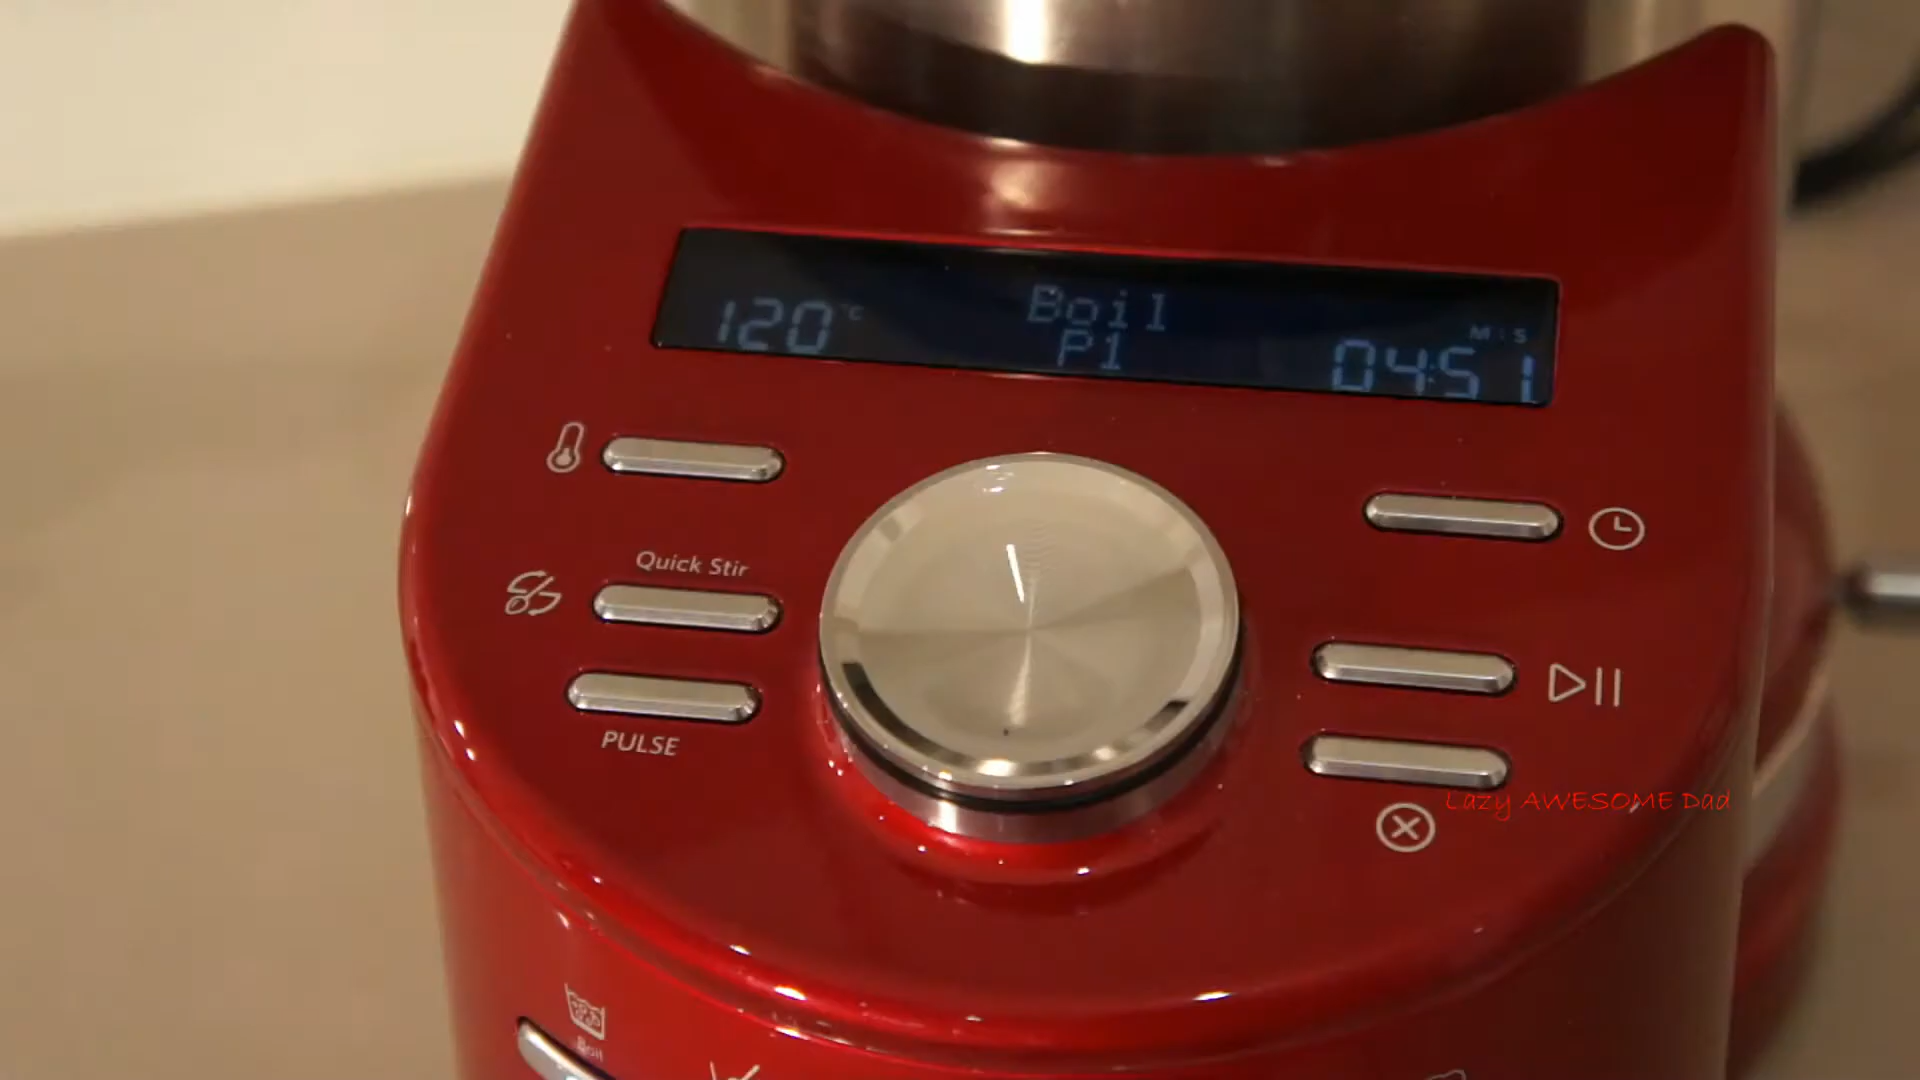 Boil
120 °C
P1
M : S
04:51
Quick Stir
PULSE
Lazy AWESOME Dad
Boil